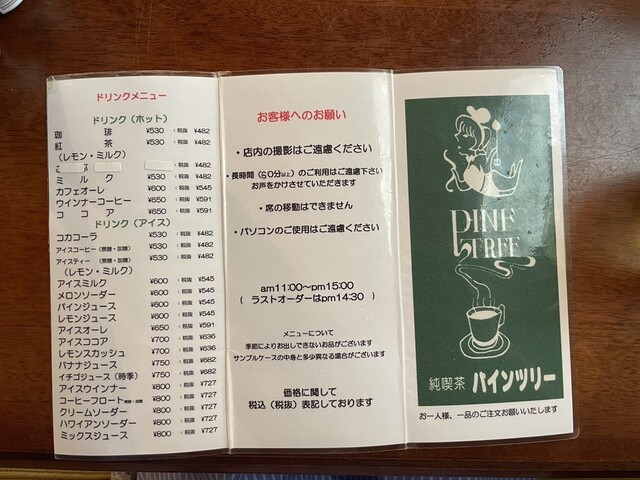 ドリンクメニュー
ドリンク（ホット）
珈琲 ¥530 （税抜 ¥482
紅茶 ¥530 （税抜 ¥482
（レモン・ミルク）
税抜 ¥482
ミルク ¥530 （税抜 ¥482
カフェオーレ ¥600 （税抜 ¥545
ウインナーコーヒー ¥650 （税抜 ¥591
ココア ¥650 （税抜 ¥591
ドリンク（アイス）
コカコーラ ¥530 （税抜 ¥482
アイスコーヒー（無糖・加糖） ¥530 （税抜 ¥482
アイスティー（無糖・加糖） ¥530 （税抜 ¥482
（レモン・ミルク）
アイスミルク ¥600 （税抜 ¥545
メロンソーダー ¥600 （税抜 ¥545
パインジュース ¥600 （税抜 ¥545
レモンジュース ¥600 （税抜 ¥545
アイスオーレ ¥650 （税抜 ¥591
アイスココア ¥700 （税抜 ¥636
レモンスカッシュ ¥700 （税抜 ¥636
バナナジュース ¥750 （税抜 ¥682
イチゴジュース（時季） ¥750 （税抜 ¥682
アイスウインナー ¥800 （税抜 ¥727
コーヒーフロート（無糖・加糖 ¥800 （税抜 ¥727
クリームソーダー ¥800 （税抜 ¥727
ハワイアンソーダー ¥800 （税抜 ¥727
ミックスジュース ¥800 （税抜 ¥727
お客様へのお願い
・店内の撮影はご遠慮ください
・長時間（60分以上）のご利用はご遠慮下さい
お声をかけさせていただきます
・席の移動はできません
・パソコンのご使用はご遠慮ください
am11:00～pm15:00
（ ラストオーダーはpm14:30 ）
メニューについて
季節によりお出しできないお品がございます
サンプルケースの中身と多少異なる場合がございます
価格に関して
税込（税抜）表記しております
PINE
TREE
純喫茶 パインツリー
お一人様、一品のご注文お願いいたします